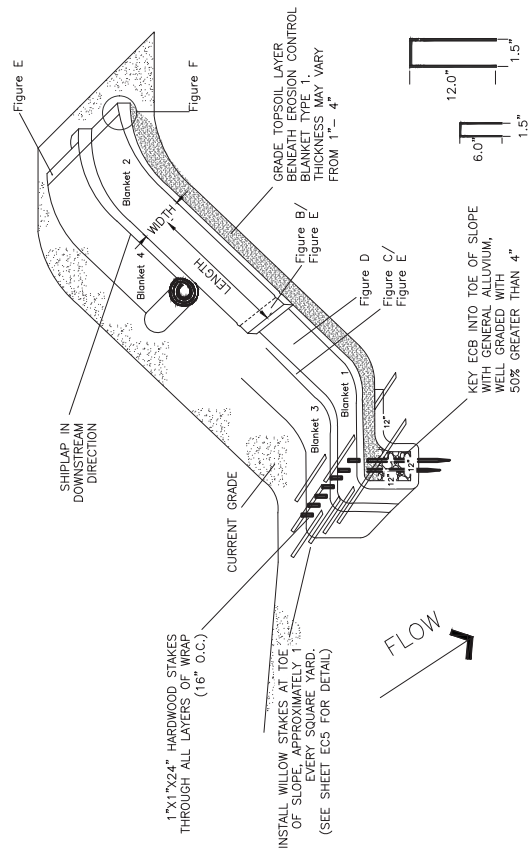 Figure E
Figure F
GRADE TOPSOIL LAYER
BENEATH EROSION CONTROL
BLANKET TYPE 1.
THICKNESS MAY VARY
FROM 1"– 4"
12.0"
1.5"
6.0"
1.5"
SHIPLAP IN
DOWNSTREAM
DIRECTION
Blanket 4
Blanket 2
WIDTH
LENGTH
Figure B/
Figure E
Figure D
Figure C/
Figure E
CURRENT GRADE
Blanket 3
Blanket 1
12"
12"
12"
KEY ECB INTO TOE OF SLOPE
WITH GENERAL ALLUVIUM,
WELL GRADED WITH
50% GREATER THAN 4"
1"X1"X24" HARDWOOD STAKES
THROUGH ALL LAYERS OF WRAP
(16" O.C.)
INSTALL WILLOW STAKES AT TOE
OF SLOPE, APPROXIMATELY 1
EVERY SQUARE YARD.
(SEE SHEET EC5 FOR DETAIL)
FLOW